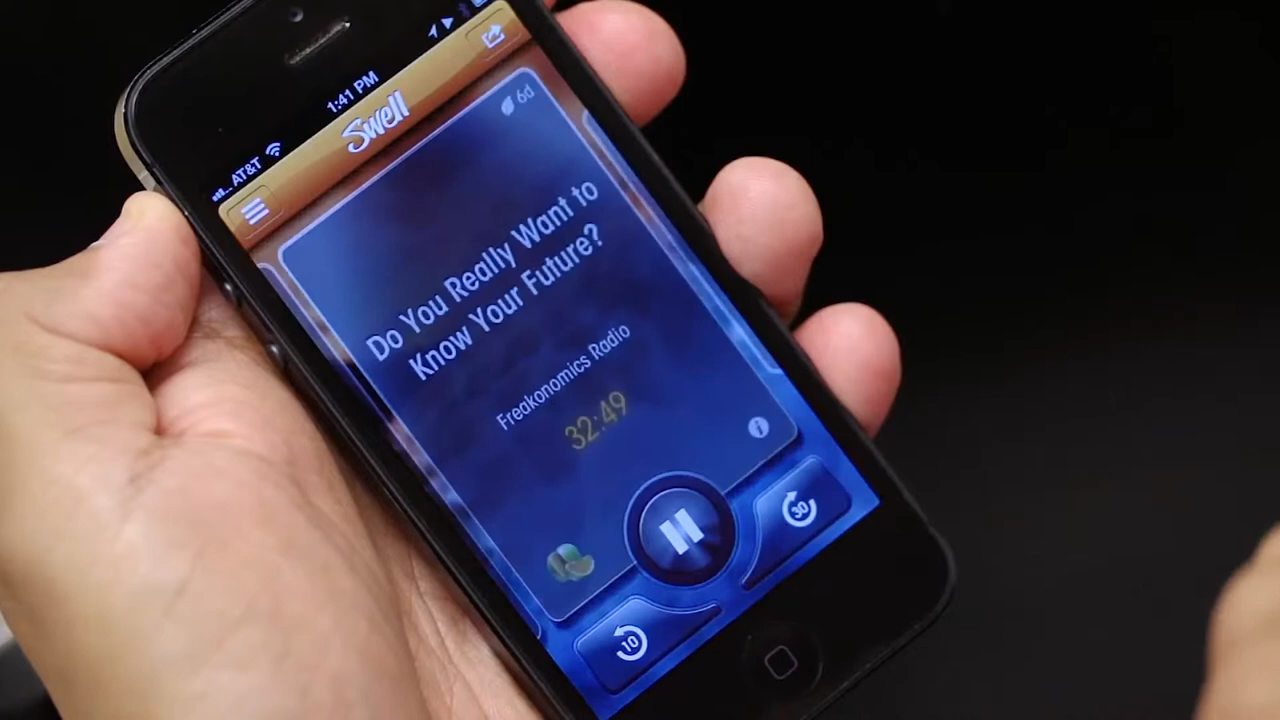 AT&T 1:41 PM
Swell
6d
Do You Really Want to
Know Your Future?
Freakonomics Radio
32:49
10
30